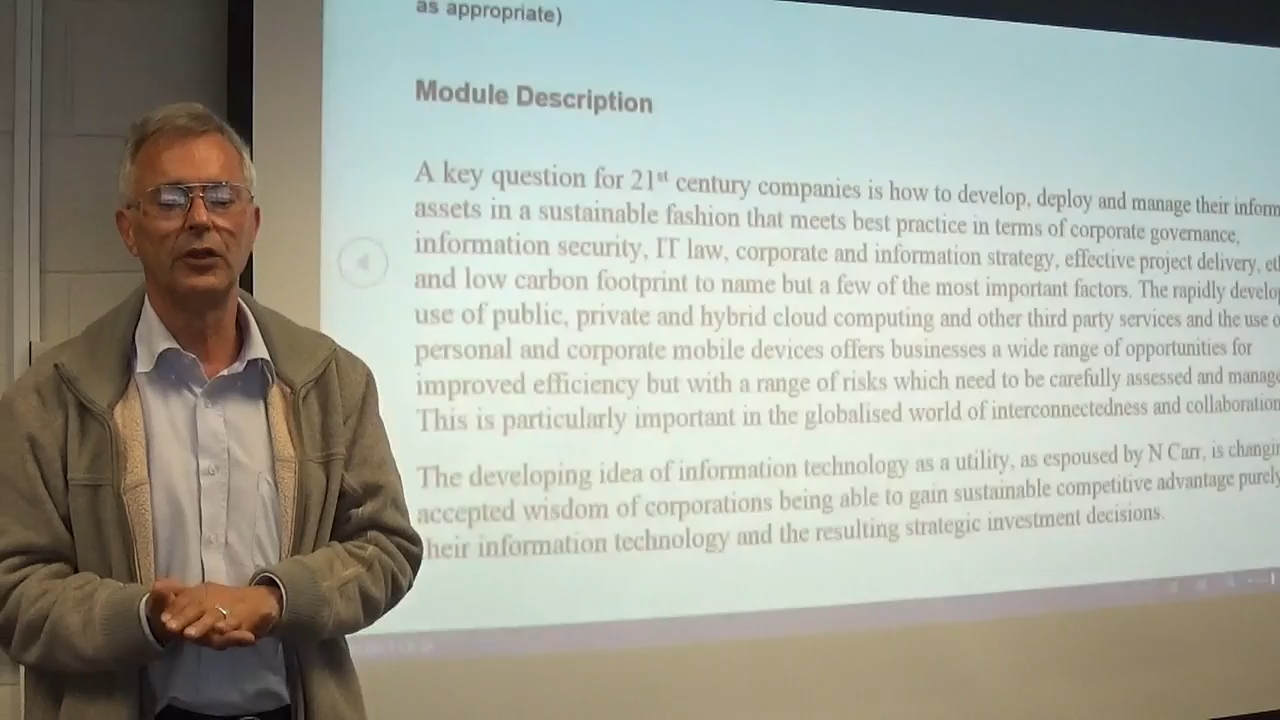 as appropriate)
Module Description
A key question for 21st century companies is how to develop, deploy and manage their inform
assets in a sustainable fashion that meets best practice in terms of corporate governance,
information security, IT law, corporate and information strategy, effective project delivery, et
and low carbon footprint to name but a few of the most important factors. The rapidly develo
use of public, private and hybrid cloud computing and other third party services and the use o
personal and corporate mobile devices offers businesses a wide range of opportunities for
improved efficiency but with a range of risks which need to be carefully assessed and manage
This is particularly important in the globalised world of interconnectedness and collaboration
The developing idea of information technology as a utility, as espoused by N Carr, is changin
accepted wisdom of corporations being able to gain sustainable competitive advantage purely
heir information technology and the resulting strategic investment decisions.